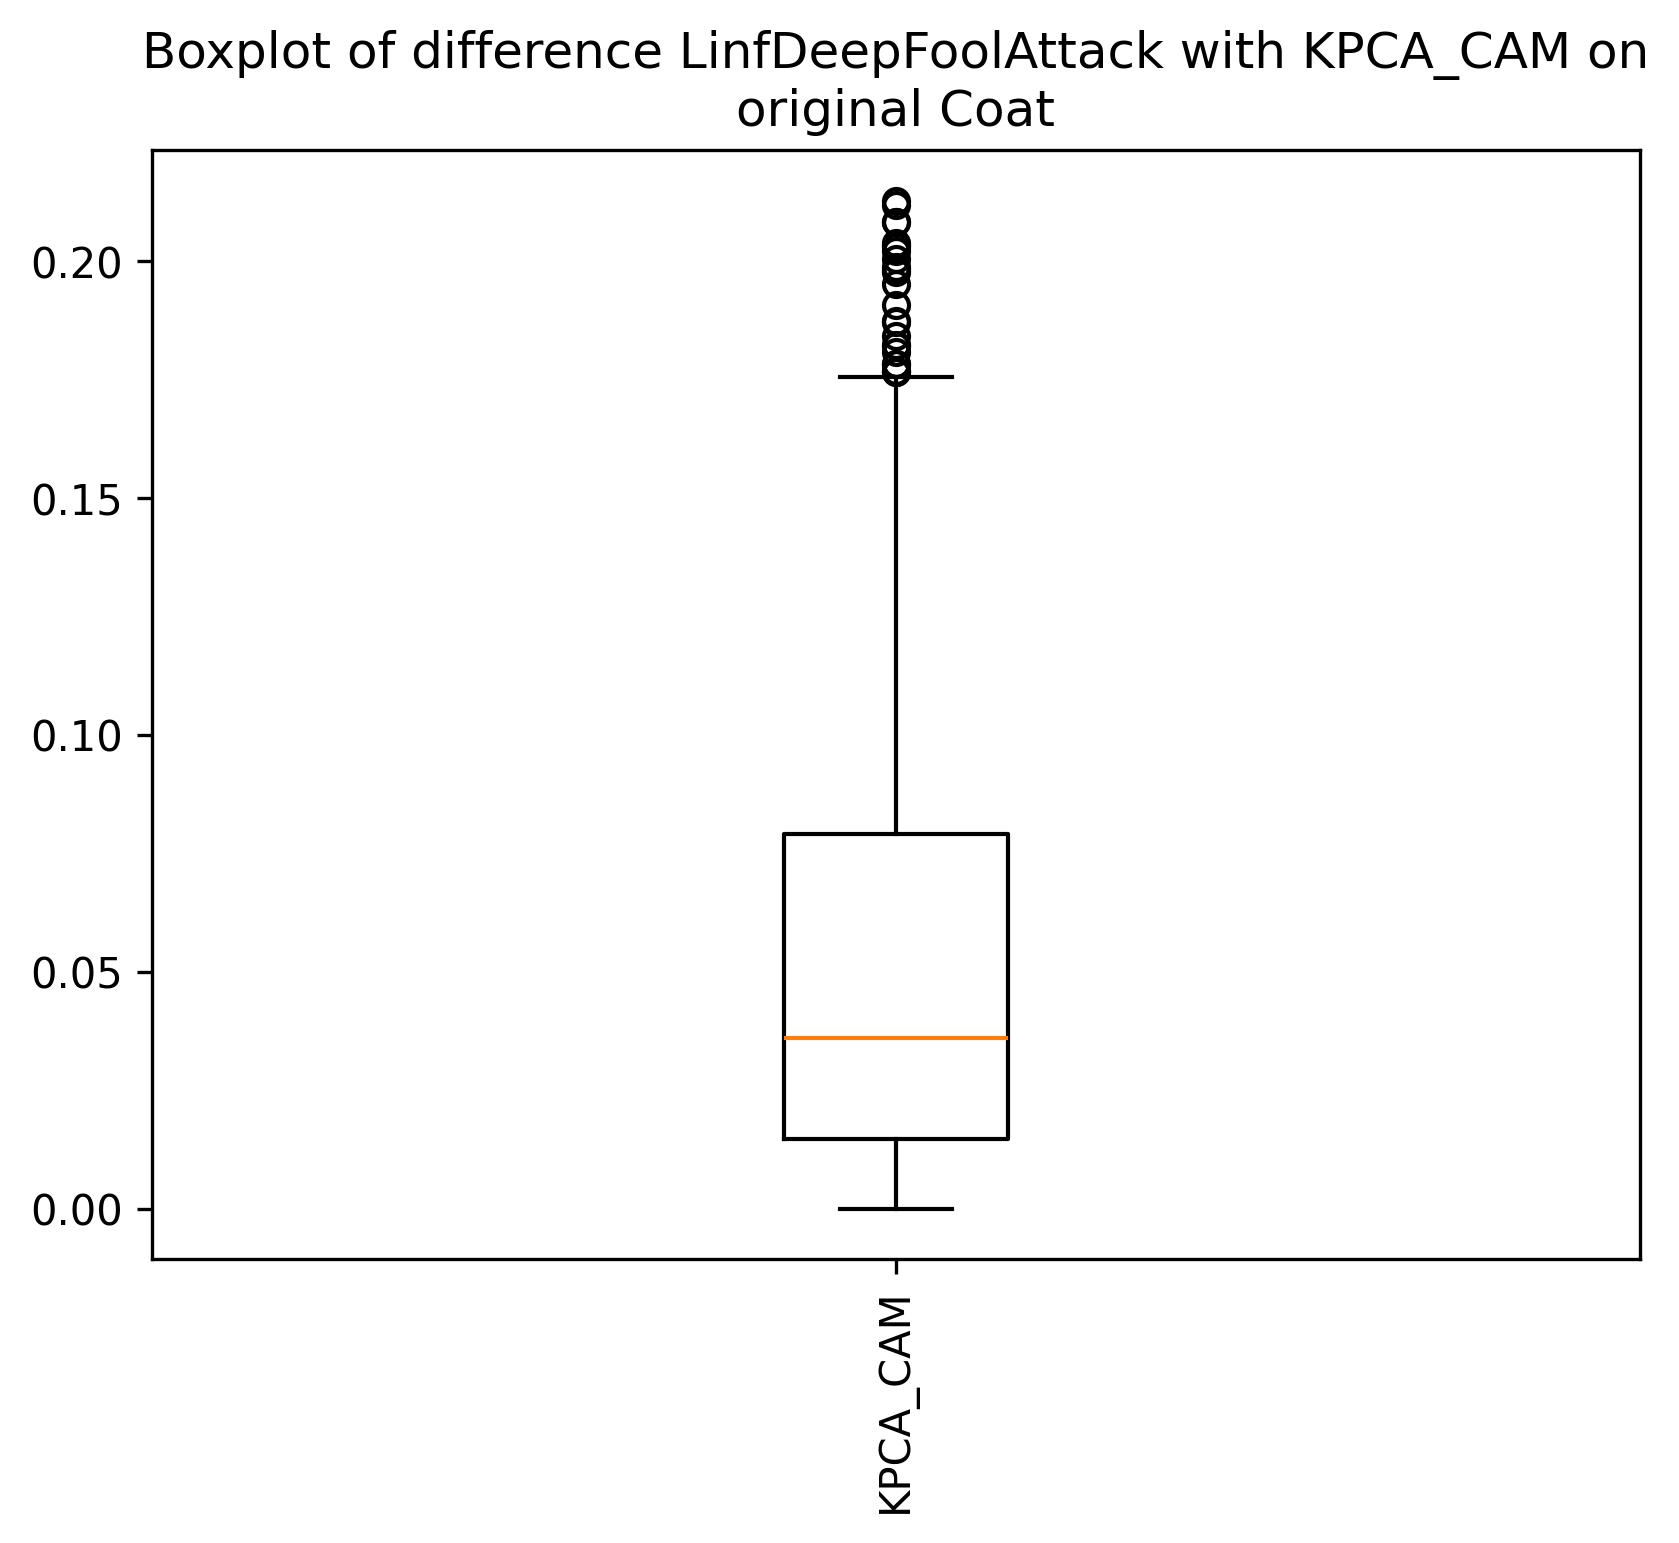 Boxplot of difference LinfDeepFoolAttack with KPCA_CAM on
original Coat
0.20
0.15
0.10
0.05
0.00
KPCA_CAM